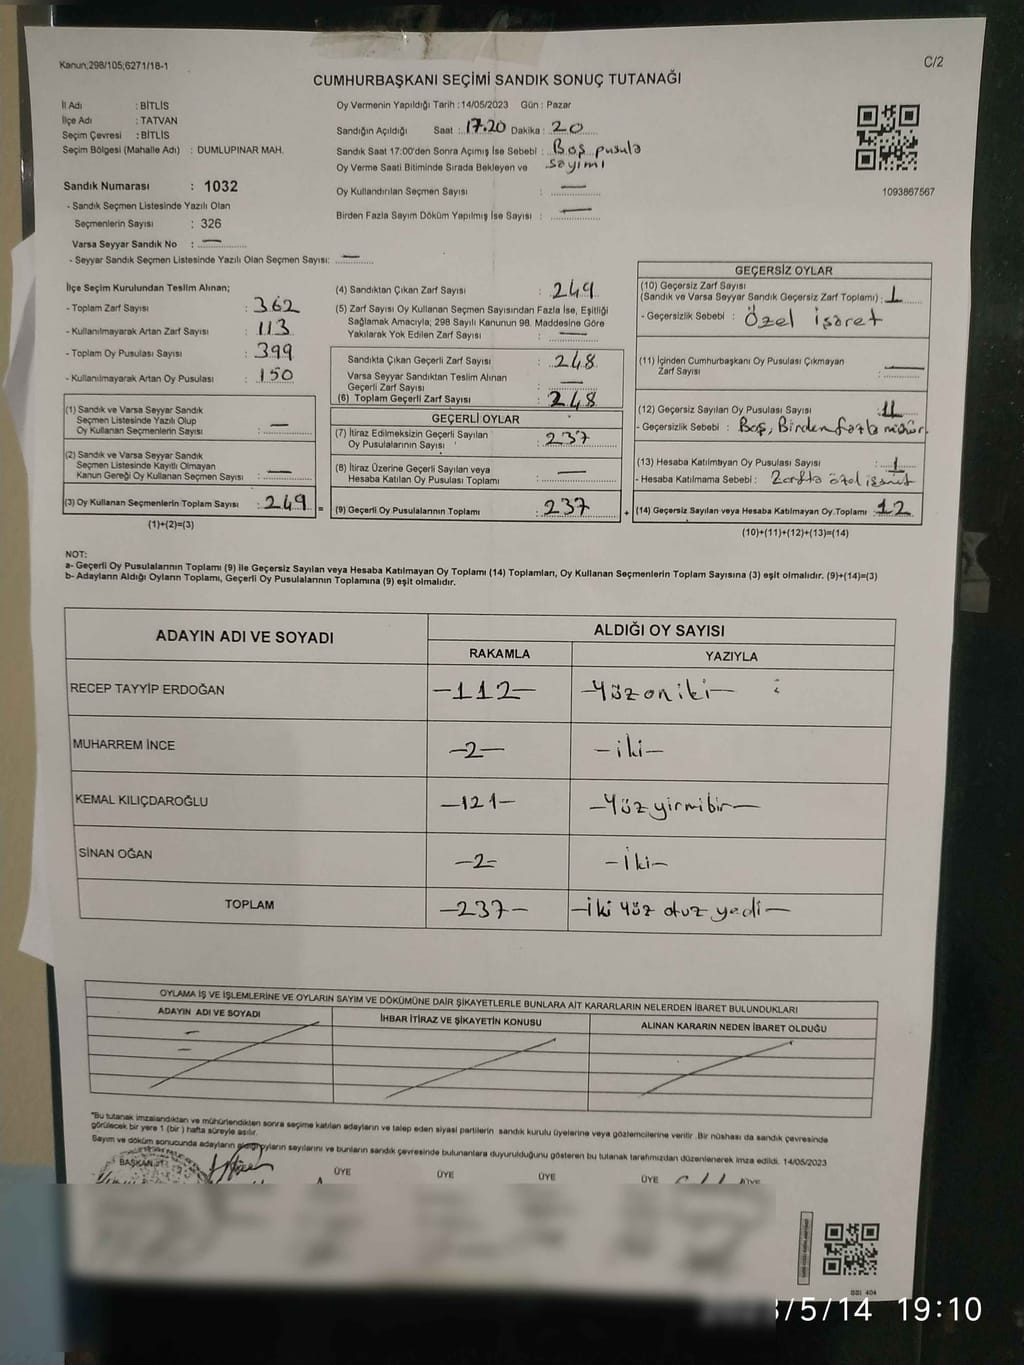 Kanun;298/105;6271/18-1
C/2
CUMHURBAŞKANI SEÇİMİ SANDIK SONUÇ TUTANAĞI
İl Adı : BİTLİS
İlçe Adı : TATVAN
Seçim Çevresi : BİTLİS
Seçim Bölgesi (Mahalle Adı) : DUMLUPINAR MAH.
Sandık Numarası : 1032
- Sandık Seçmen Listesinde Yazılı Olan
Seçmenlerin Sayısı : 326
Varsa Seyyar Sandık No : —
- Seyyar Sandık Seçmen Listesinde Yazılı Olan Seçmen Sayısı: —
Oy Vermenin Yapıldığı Tarih : 14/05/2023 Gün : Pazar
Sandığın Açıldığı Saat : 17.20 Dakika : 20
Sandık Saat 17:00'den Sonra Açımış İse Sebebi : Boş pusula
Oy Verme Saati Bitiminde Sırada Bekleyen ve sayımı
Oy Kullandırılan Seçmen Sayısı : —
Birden Fazla Sayım Döküm Yapılmış İse Sayısı : —
1093867567
İlçe Seçim Kurulundan Teslim Alınan;
- Toplam Zarf Sayısı : 362
- Kullanılmayarak Artan Zarf Sayısı : 113
- Toplam Oy Pusulası Sayısı : 399
- Kullanılmayarak Artan Oy Pusulası : 150
(1) Sandık ve Varsa Seyyar Sandık
Seçmen Listesinde Yazılı Olup
Oy Kullanan Seçmenlerin Sayısı : —
(2) Sandık ve Varsa Seyyar Sandık
Seçmen Listesinde Kayıtlı Olmayan
Kanun Gereği Oy Kullanan Seçmen Sayısı : —
(3) Oy Kullanan Seçmenlerin Toplam Sayısı : 249 =
(1)+(2)=(3)
(4) Sandıktan Çıkan Zarf Sayısı : 249
(5) Zarf Sayısı Oy Kullanan Seçmen Sayısından Fazla İse, Eşitliği
Sağlamak Amacıyla; 298 Sayılı Kanunun 98. Maddesine Göre
Yakılarak Yok Edilen Zarf Sayısı : —
Sandıkta Çıkan Geçerli Zarf Sayısı : 248
Varsa Seyyar Sandıktan Teslim Alınan
Geçerli Zarf Sayısı : —
(6) Toplam Geçerli Zarf Sayısı : 248
GEÇERLİ OYLAR
(7) İtiraz Edilmeksizin Geçerli Sayılan
Oy Pusulalarının Sayısı : 237
(8) İtiraz Üzerine Geçerli Sayılan veya
Hesaba Katılan Oy Pusulası Toplamı : —
(9) Geçerli Oy Pusulalarının Toplamı : 237 +
GEÇERSİZ OYLAR
(10) Geçersiz Zarf Sayısı
(Sandık ve Varsa Seyyar Sandık Geçersiz Zarf Toplamı) : 1
- Geçersizlik Sebebi : Özel işaret
(11) İçinden Cumhurbaşkanı Oy Pusulası Çıkmayan
Zarf Sayısı : —
(12) Geçersiz Sayılan Oy Pusulası Sayısı : 11
- Geçersizlik Sebebi : Boş, Birden fazla mühür
(13) Hesaba Katılmayan Oy Pusulası Sayısı : 1
- Hesaba Katılmama Sebebi : Zarfta özel işaret
(14) Geçersiz Sayılan veya Hesaba Katılmayan Oy Toplamı : 12
(10)+(11)+(12)+(13)=(14)
NOT:
a- Geçerli Oy Pusulalarının Toplamı (9) ile Geçersiz Sayılan veya Hesaba Katılmayan Oy Toplamı (14) Toplamları, Oy Kullanan Seçmenlerin Toplam Sayısına (3) eşit olmalıdır. (9)+(14)=(3)
b- Adayların Aldığı Oyların Toplamı, Geçerli Oy Pusulalarının Toplamına (9) eşit olmalıdır.
ADAYIN ADI VE SOYADI
ALDIĞI OY SAYISI
RAKAMLA YAZIYLA
RECEP TAYYİP ERDOĞAN —112— —Yüzoniki—
MUHARREM İNCE —2— —iki—
KEMAL KILIÇDAROĞLU —121— —Yüzyirmibir—
SİNAN OĞAN —2— —İki—
TOPLAM —237— —İki Yüz otuz yedi—
OYLAMA İŞ VE İŞLEMLERİNE VE OYLARIN SAYIM VE DÖKÜMÜNE DAİR ŞİKAYETLERLE BUNLARA AİT KARARLARIN NELERDEN İBARET BULUNDUKLARI
ADAYIN ADI VE SOYADI İHBAR İTİRAZ VE ŞİKAYETİN KONUSU ALINAN KARARIN NEDEN İBARET OLDUĞU
"Bu tutanak imzalandıktan ve mühürlendikten sonra seçime katılan adayların ve talep eden siyasi partilerin sandık kurulu üyelerine veya gözlemcilerine verilir .Bir nüshası da sandık çevresinde
görülecek bir yere 1 (bir ) hafta süreyle asılır.
Sayım ve döküm sonucunda adayların aldığı oyların sayılarını ve bunların sandık çevresinde bulunanlara duyurulduğunu gösteren bu tutanak tarafımızdan düzenlenerek imza edildi. 14/05/2023
BAŞKAN ÜYE ÜYE ÜYE ÜYE ÜYE
/5/14 19:10